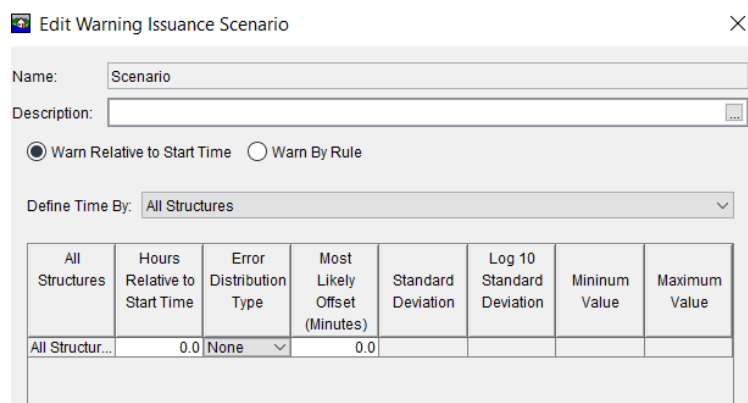 Edit Warning Issuance Scenario
Name: Scenario
Description:
...
Warn Relative to Start Time Warn By Rule
Define Time By: All Structures
All Structures
Hours Relative to Start Time
Error Distribution Type
Most Likely Offset (Minutes)
Standard Deviation
Log 10 Standard Deviation
Mininum Value
Maximum Value
All Structur... 0.0 None 0.0